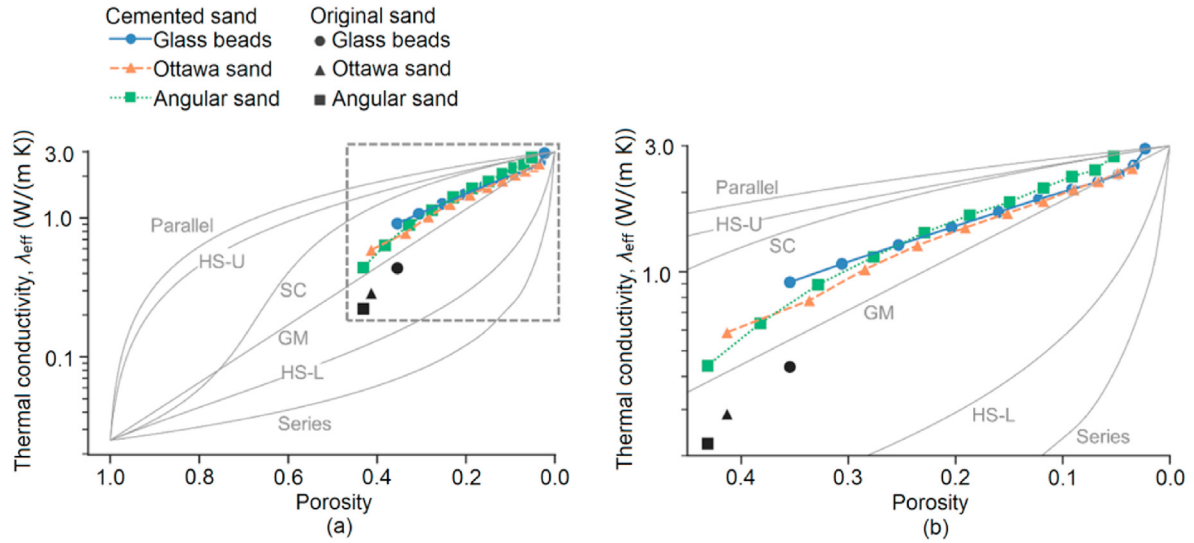 Cemented sand
Original sand
Glass beads
Glass beads
Ottawa sand
Ottawa sand
Angular sand
Angular sand
Thermal conductivity, λeff (W/(m K))
3.0
1.0
0.1
Parallel
HS-U
SC
GM
HS-L
Series
1.0 0.8 0.6 0.4 0.2 0.0
Porosity
(a)
Thermal conductivity, λeff (W/(m K))
3.0
1.0
Parallel
HS-U
SC
GM
HS-L
Series
0.4 0.3 0.2 0.1 0.0
Porosity
(b)